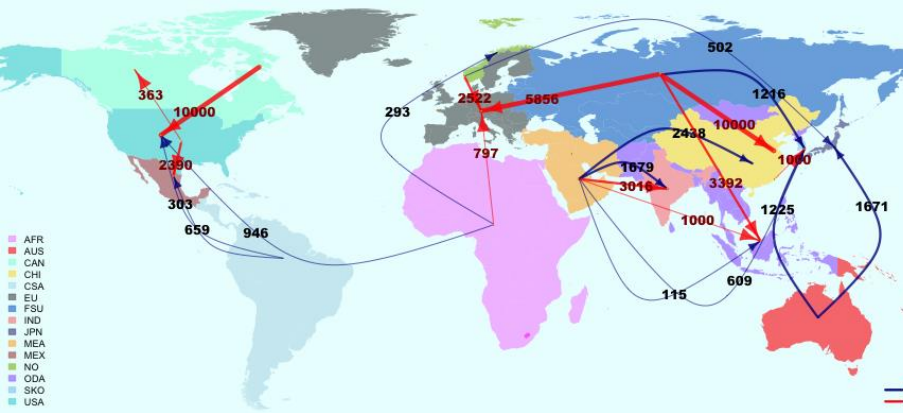 502
363
10000
293
2522
5856
1216
10000
2438
1000
797
2390
1679
3016
3392
303
1000
1225
1671
659
946
115
609
AFR
AUS
CAN
CHI
CSA
EU
FSU
IND
JPN
MEA
MEX
NO
ODA
SKO
USA